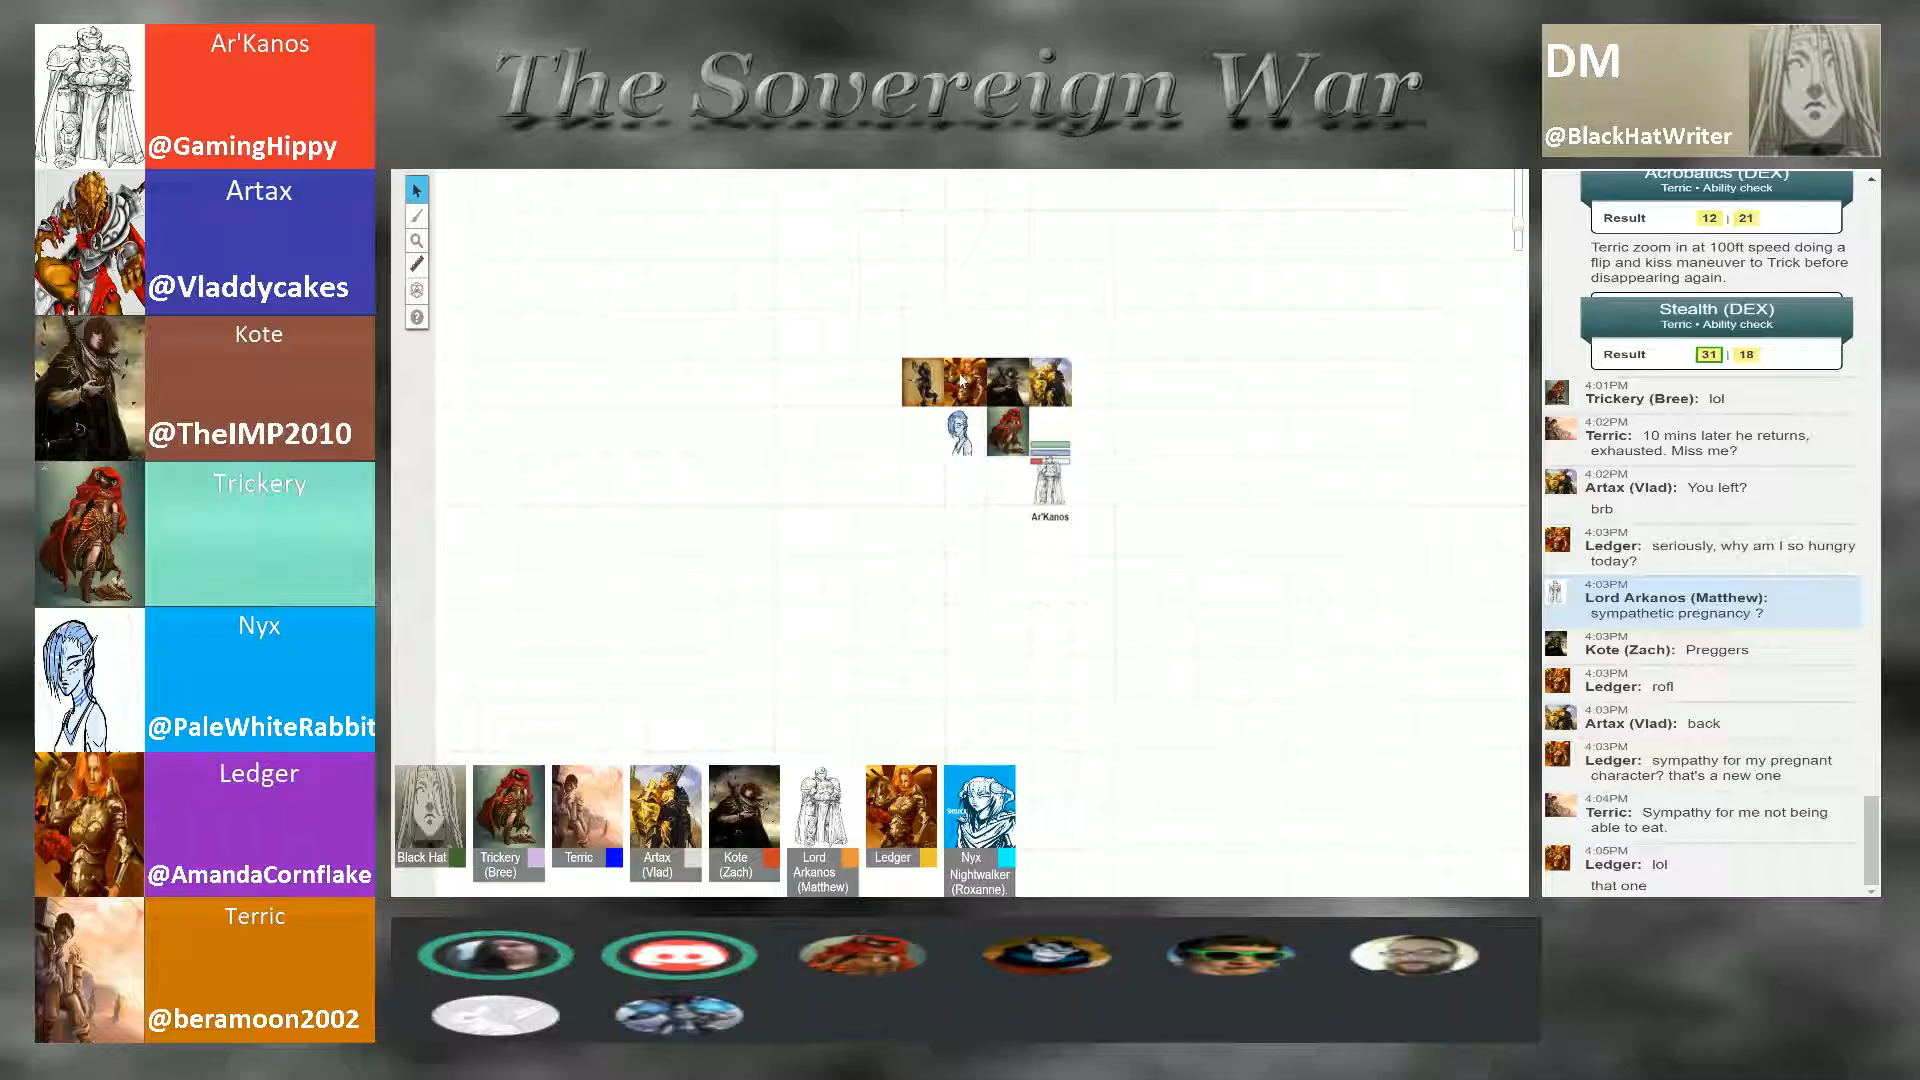 Ar'Kanos
@GamingHippy
Artax
@Vladdycakes
Kote
@TheIMP2010
Trickery
Nyx
@PaleWhiteRabbit
Ledger
@AmandaCornflake
Terric
@beramoon2002
The Sovereign War
Ar'Kanos
Black Hat
Trickery
(Bree)
Terric
Artax
(Vlad)
Kote
(Zach)
Lord
Arkanos
(Matthew)
Ledger
Nyx
Nightwalker
(Roxanne).
DM
@BlackHatWriter
Acrobatics (DEX)
Terric • Ability check
Result 12 | 21
Terric zoom in at 100ft speed doing a
flip and kiss maneuver to Trick before
disappearing again.
Stealth (DEX)
Terric • Ability check
Result 31 | 18
4:01PM
Trickery (Bree): lol
4:02PM
Terric: 10 mins later he returns,
exhausted. Miss me?
4:02PM
Artax (Vlad): You left?
brb
4:03PM
Ledger: seriously, why am I so hungry
today?
4:03PM
Lord Arkanos (Matthew):
sympathetic pregnancy ?
4:03PM
Kote (Zach): Preggers
4:03PM
Ledger: rofl
4:03PM
Artax (Vlad): back
4:03PM
Ledger: sympathy for my pregnant
character? that's a new one
4:04PM
Terric: Sympathy for me not being
able to eat.
4:05PM
Ledger: lol
that one